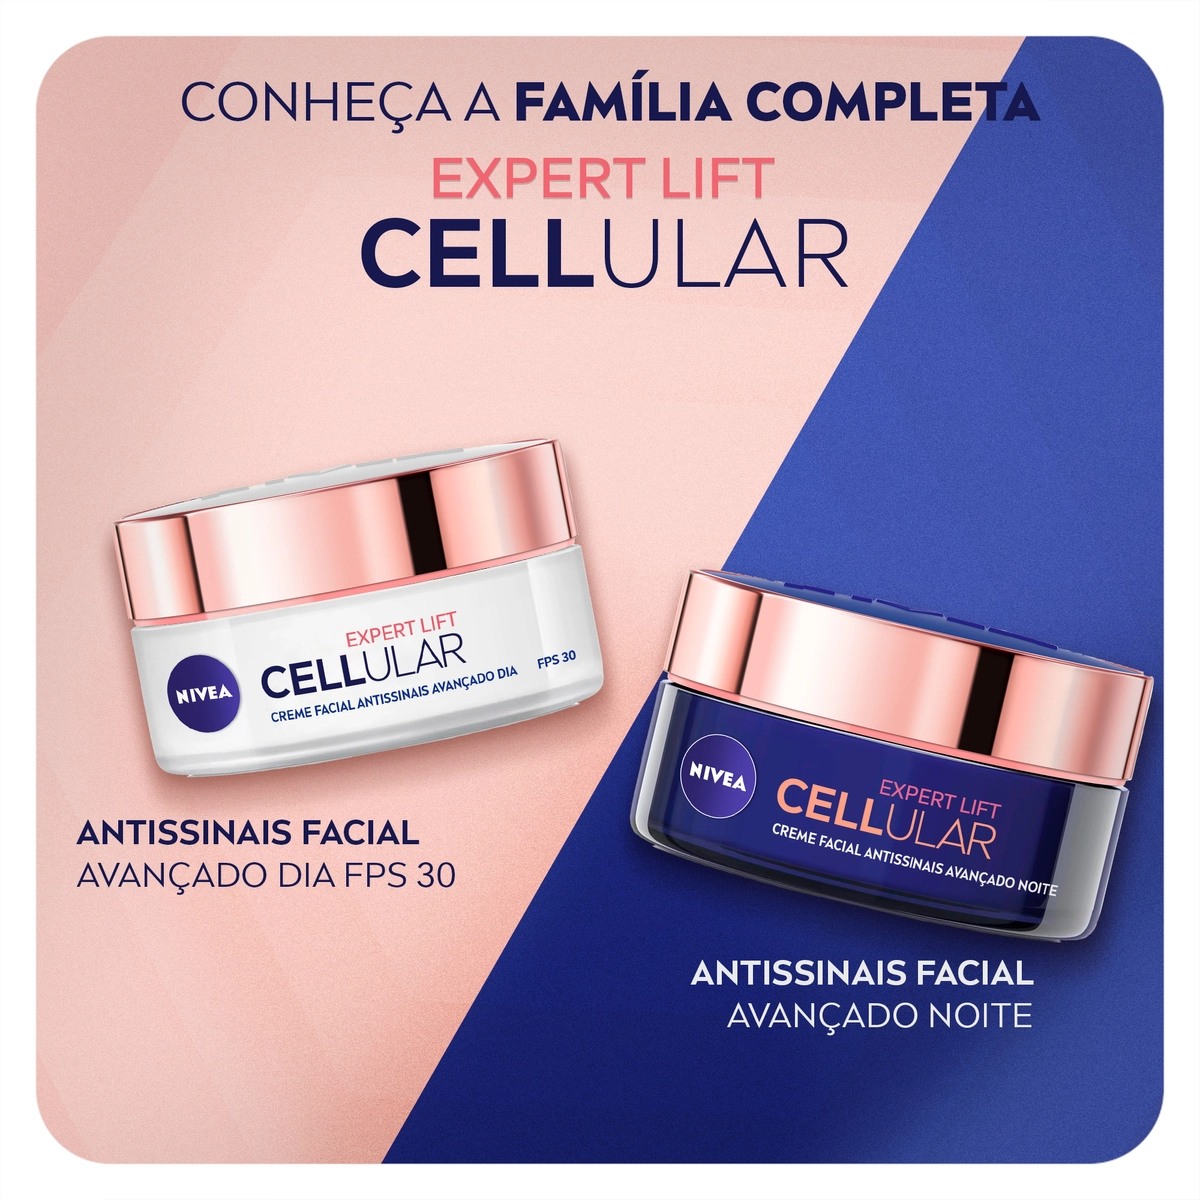 CONHEÇA A FAMÍLIA COMPLETA
EXPERT LIFT
CELLULAR
EXPERT LIFT
CELLULAR
CREME FACIAL ANTISSINAIS AVANÇADO DIA
FPS 30
NIVEA
ANTISSINAIS FACIAL
AVANÇADO DIA FPS 30
NIVEA
EXPERT LIFT
CELLULAR
CREME FACIAL ANTISSINAIS AVANÇADO NOITE
ANTISSINAIS FACIAL
AVANÇADO NOITE